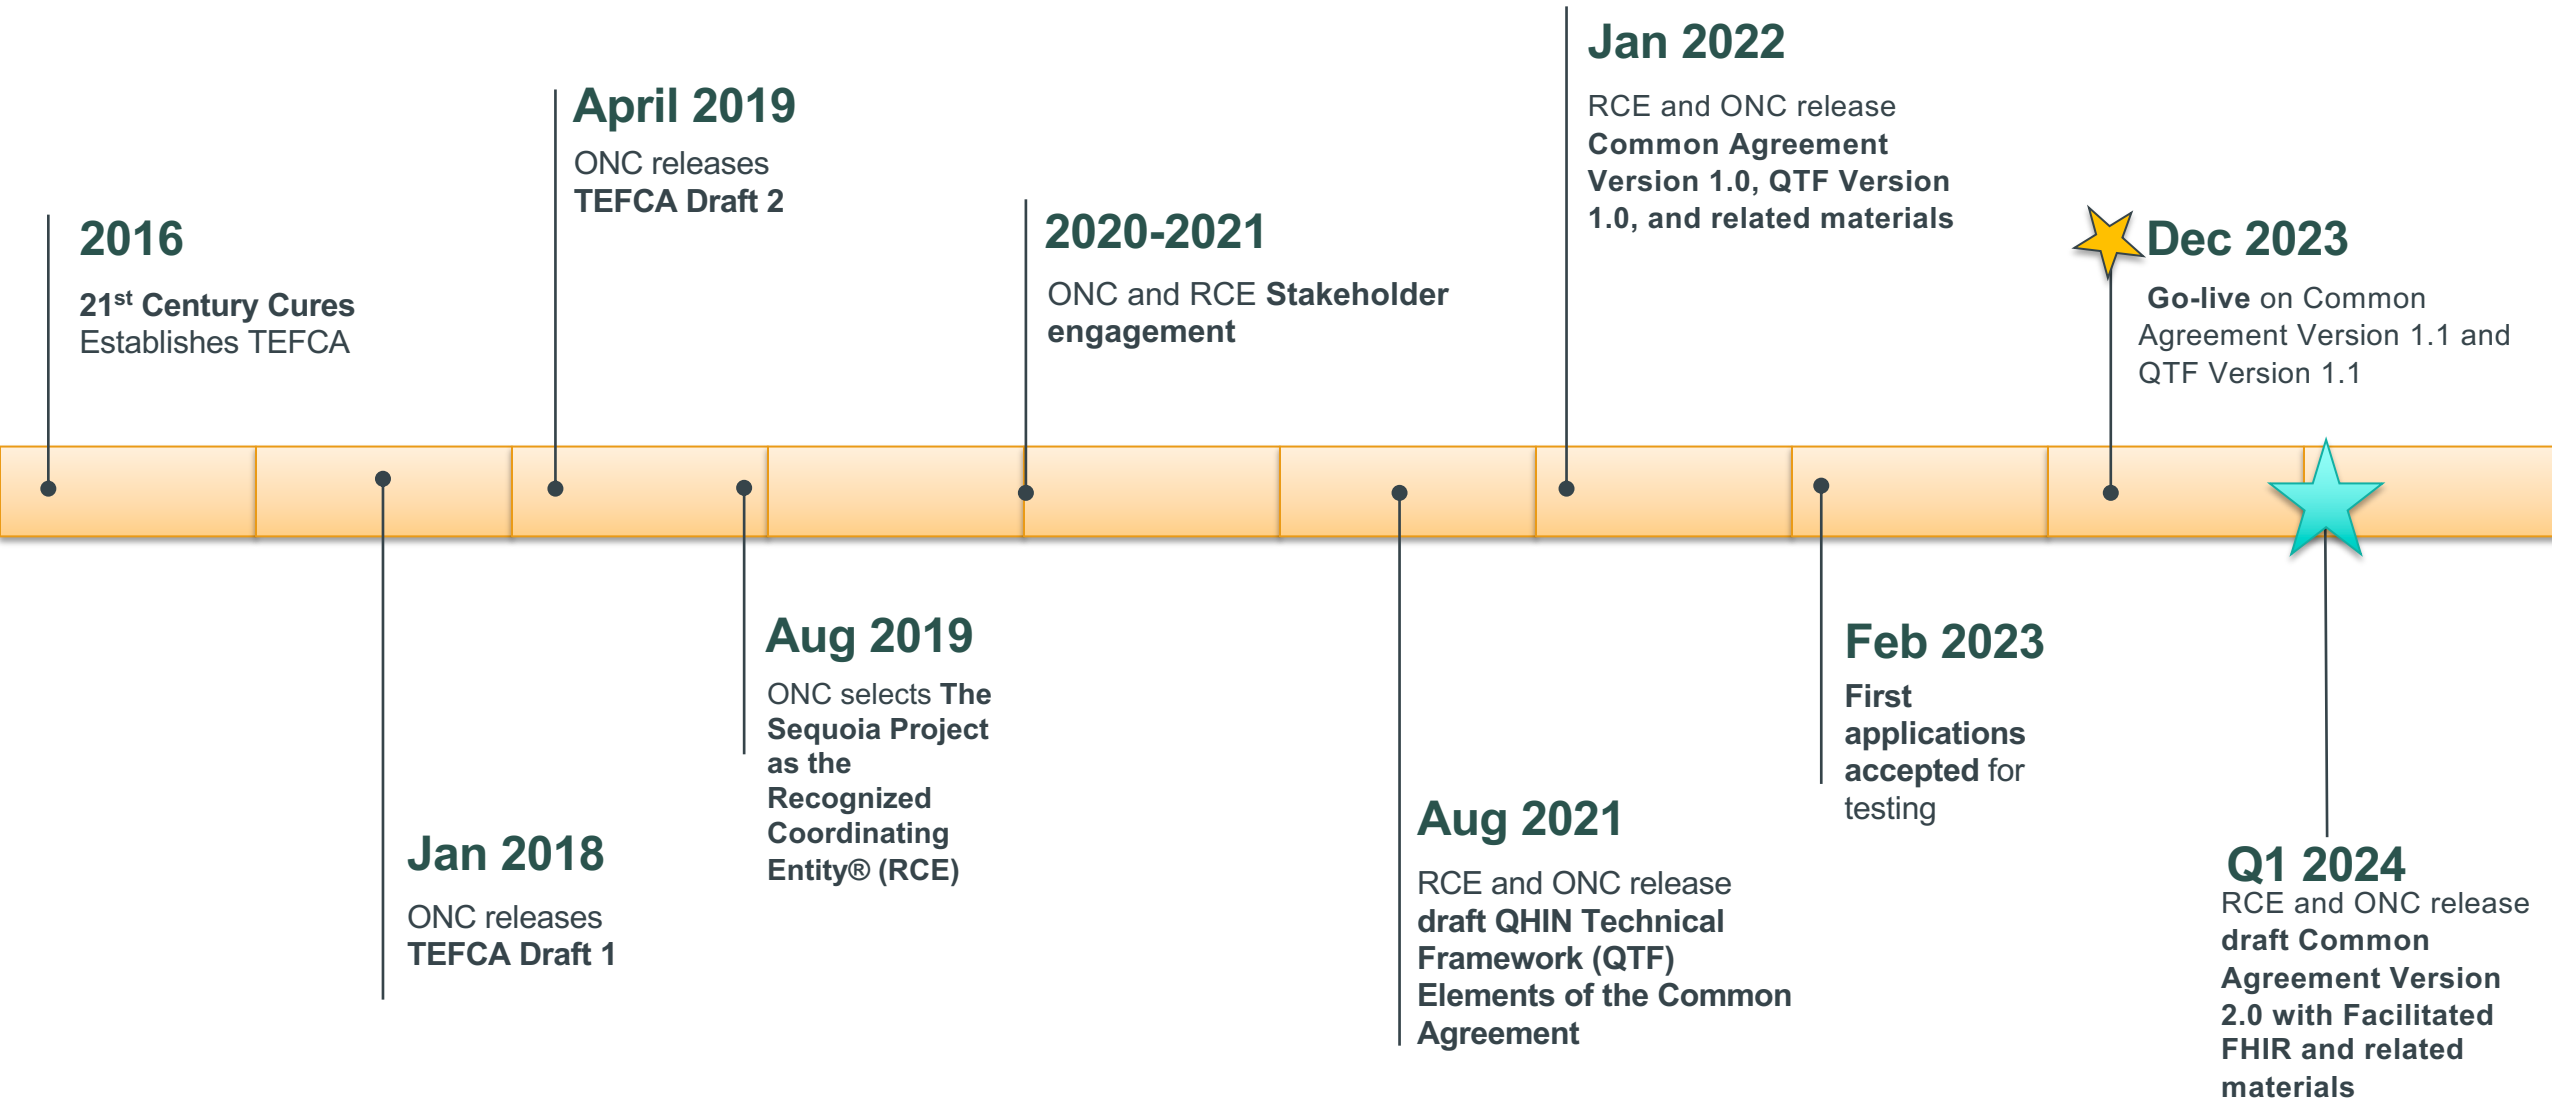 2016
21st Century Cures
Establishes TEFCA
Jan 2018
ONC releases
TEFCA Draft 1
April 2019
ONC releases
TEFCA Draft 2
Aug 2019
ONC selects The
Sequoia Project
as the
Recognized
Coordinating
Entity® (RCE)
2020-2021
ONC and RCE Stakeholder
engagement
Aug 2021
RCE and ONC release
draft QHIN Technical
Framework (QTF)
Elements of the Common
Agreement
Jan 2022
RCE and ONC release
Common Agreement
Version 1.0, QTF Version
1.0, and related materials
Feb 2023
First
applications
accepted for
testing
Dec 2023
Go-live on Common
Agreement Version 1.1 and
QTF Version 1.1
Q1 2024
RCE and ONC release
draft Common
Agreement Version
2.0 with Facilitated
FHIR and related
materials